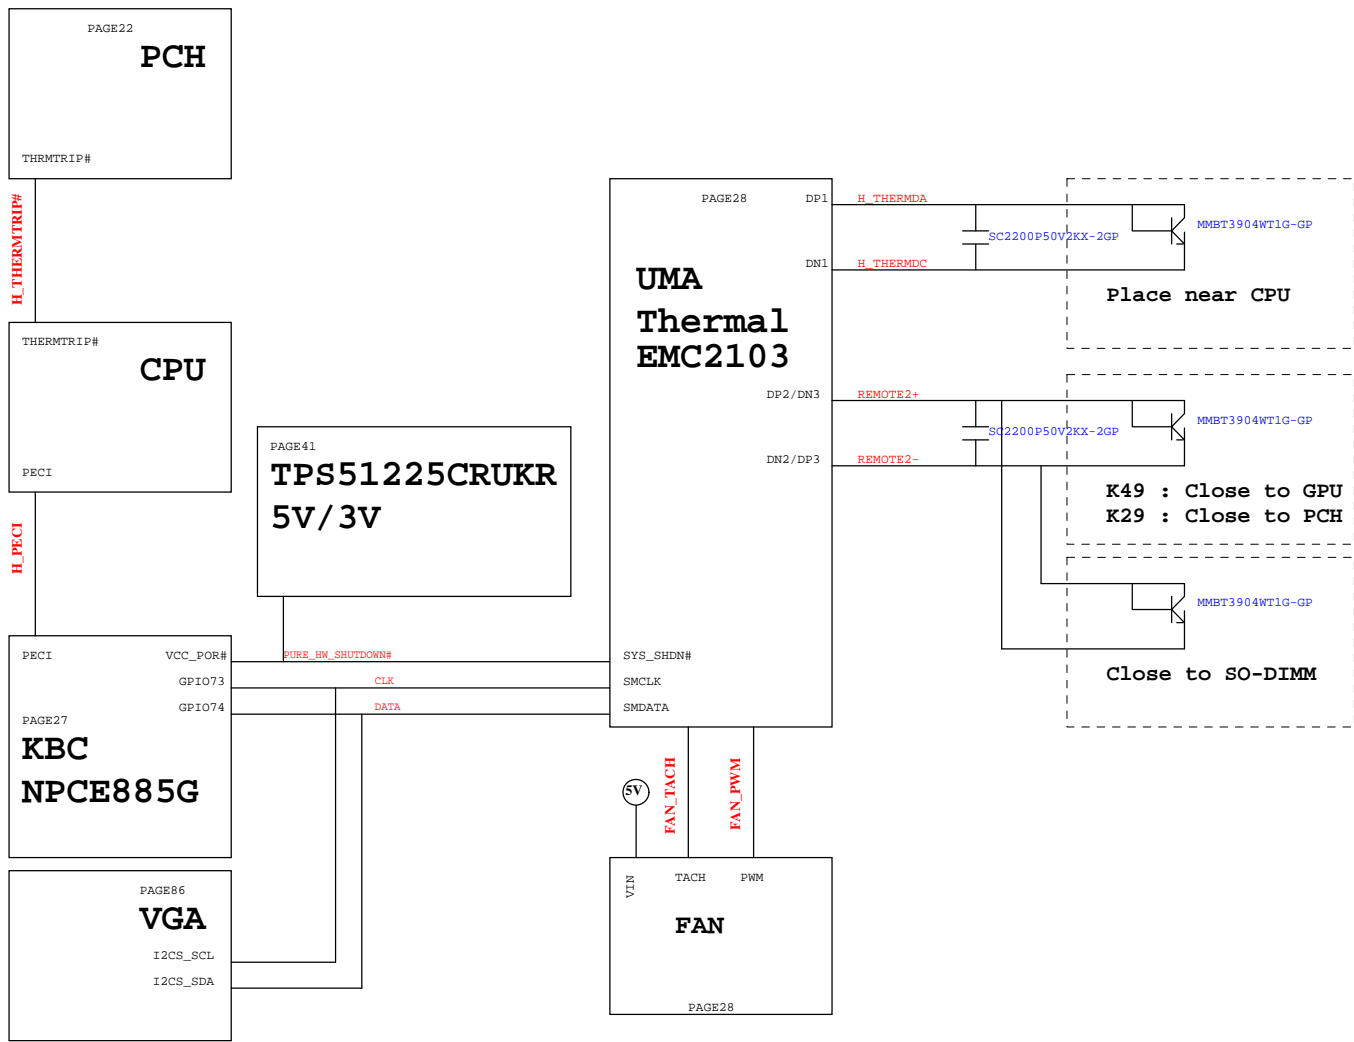 PAGE22
PCH
THRMTRIP#
H_THERMTRIP#
THERMTRIP#
CPU
PECI
H_PECI
PAGE41
TPS51225CRUKR
5V/3V
PECI
VCC_POR#
GPIO73
GPIO74
PAGE27
KBC
NPCE885G
PURE_HW_SHUTDOWN#
CLK
DATA
PAGE86
VGA
I2CS_SCL
I2CS_SDA
PAGE28
UMA
Thermal
EMC2103
DP1
DN1
DP2/DN3
DN2/DP3
SYS_SHDN#
SMCLK
SMDATA
H_THERMDA
SC2200P50V2KX-2GP
H_THERMDC
MMBT3904WT1G-GP
Place near CPU
REMOTE2+
SC2200P50V2KX-2GP
REMOTE2-
MMBT3904WT1G-GP
K49 : Close to GPU
K29 : Close to PCH
MMBT3904WT1G-GP
Close to SO-DIMM
5V
FAN_TACH
FAN_PWM
VIN
TACH
PWM
FAN
PAGE28